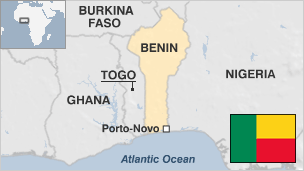 BURKINA
FASO
BENIN
TOGO
NIGERIA
GHANA
Porto-Novo
Atlantic Ocean